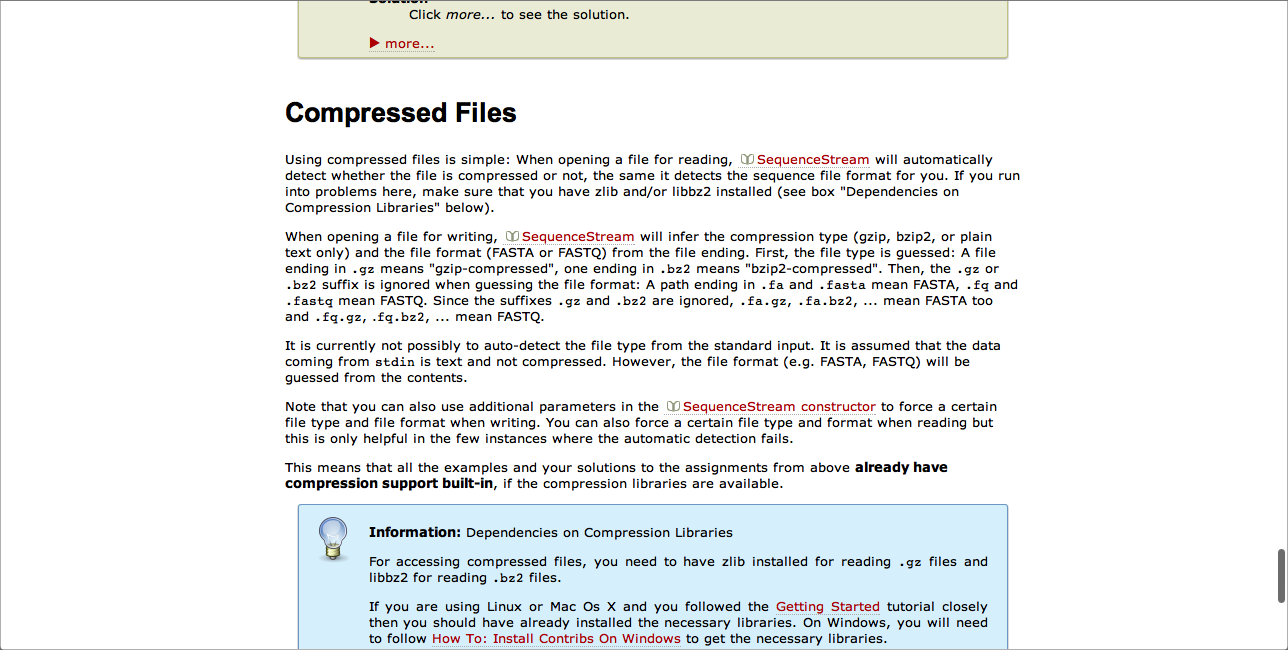 Solution
Click more... to see the solution.
more...
Compressed Files
Using compressed files is simple: When opening a file for reading, SequenceStream will automatically
detect whether the file is compressed or not, the same it detects the sequence file format for you. If you run
into problems here, make sure that you have zlib and/or libbz2 installed (see box "Dependencies on
Compression Libraries" below).
When opening a file for writing, SequenceStream will infer the compression type (gzip, bzip2, or plain
text only) and the file format (FASTA or FASTQ) from the file ending. First, the file type is guessed: A file
ending in .gz means "gzip-compressed", one ending in .bz2 means "bzip2-compressed". Then, the .gz or
.bz2 suffix is ignored when guessing the file format: A path ending in .fa and .fasta mean FASTA, .fq and
.fastq mean FASTQ. Since the suffixes .gz and .bz2 are ignored, .fa.gz, .fa.bz2, ... mean FASTA too
and .fq.gz, .fq.bz2, ... mean FASTQ.
It is currently not possibly to auto-detect the file type from the standard input. It is assumed that the data
coming from stdin is text and not compressed. However, the file format (e.g. FASTA, FASTQ) will be
guessed from the contents.
Note that you can also use additional parameters in the SequenceStream constructor to force a certain
file type and file format when writing. You can also force a certain file type and format when reading but
this is only helpful in the few instances where the automatic detection fails.
This means that all the examples and your solutions to the assignments from above already have
compression support built-in, if the compression libraries are available.
Information: Dependencies on Compression Libraries
For accessing compressed files, you need to have zlib installed for reading .gz files and
libbz2 for reading .bz2 files.
If you are using Linux or Mac Os X and you followed the Getting Started tutorial closely
then you should have already installed the necessary libraries. On Windows, you will need
to follow How To: Install Contribs On Windows to get the necessary libraries.